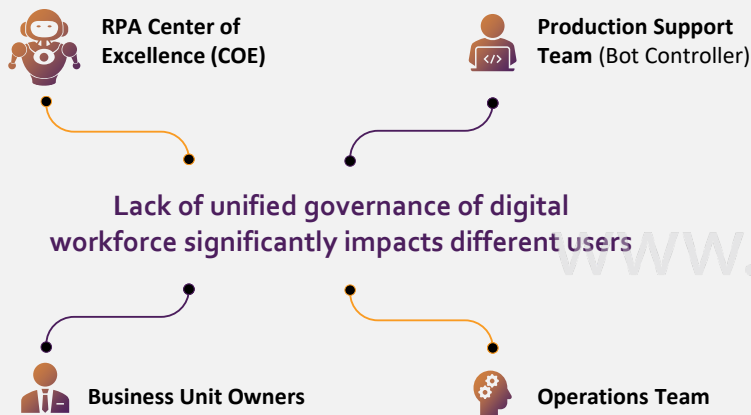 RPA Center of
Excellence (COE)
Production Support
Team (Bot Controller)
</>
Lack of unified governance of digital
workforce significantly impacts different users
www.
Business Unit Owners
Operations Team